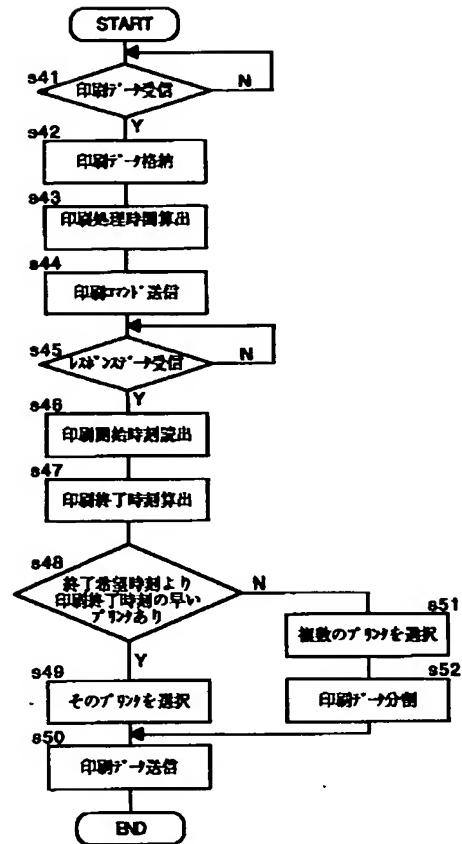 START
s41
印刷ﾃﾞｰﾀ受信
N
Y
s42
印刷ﾃﾞｰﾀ格納
s43
印刷処理時間算出
s44
印刷ｺﾏﾝﾄﾞ送信
s45
ﾚｽﾎﾟﾝｽﾃﾞｰﾀ受信
N
Y
s46
印刷開始時刻読出
s47
印刷終了時刻算出
s48
終了希望時刻より
印刷終了時刻の早い
ﾌﾟﾘﾝﾀあり
N
Y
s49
そのﾌﾟﾘﾝﾀを選択
s51
複数のﾌﾟﾘﾝﾀを選択
s52
印刷ﾃﾞｰﾀ分割
s50
印刷ﾃﾞｰﾀ送信
END